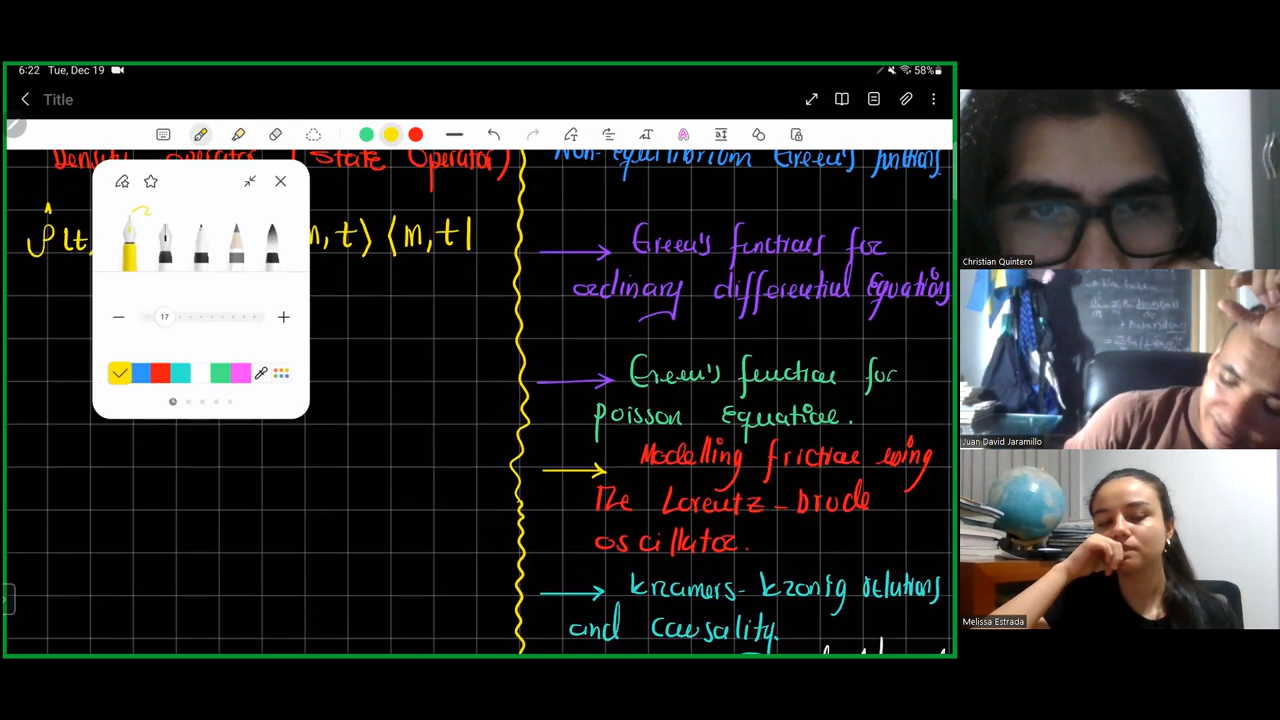 6:22 Tue, Dec 19
58%
Title
Density operator (State Operator)
ρ̂(t,
m,t⟩⟨m,t|
17
Non-equilibrium Green's functions.
Green's functions for
ordinary differential Equations
Green's function for
poisson Equation.
Modelling friction using
The Lorentz-Drude
oscillator.
Kramers-Kronig relations
and causality.
Christian Quintero
Juan David Jaramillo
Melissa Estrada